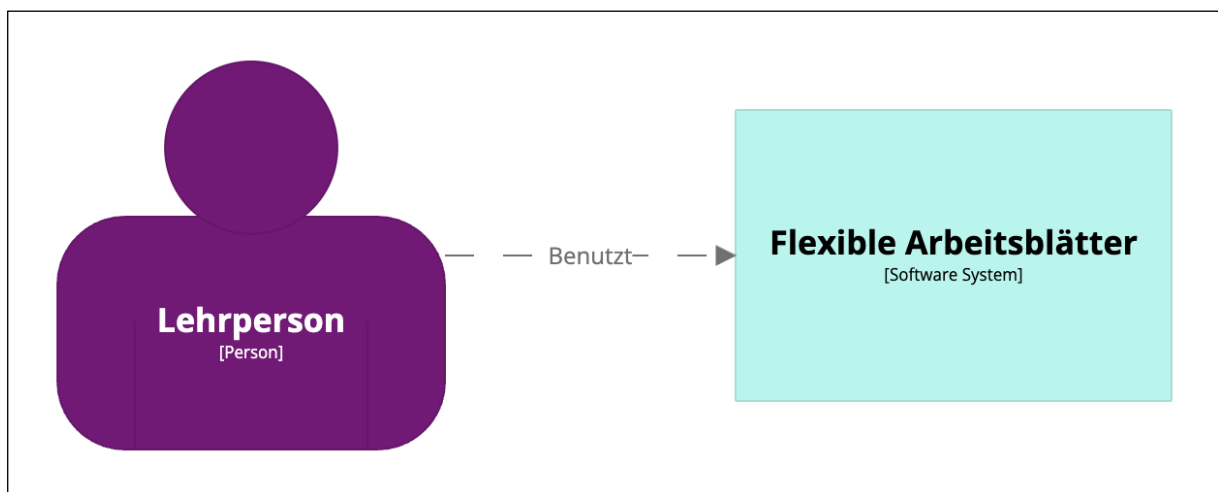 Lehrperson
[Person]
Benutzt
Flexible Arbeitsblätter
[Software System]